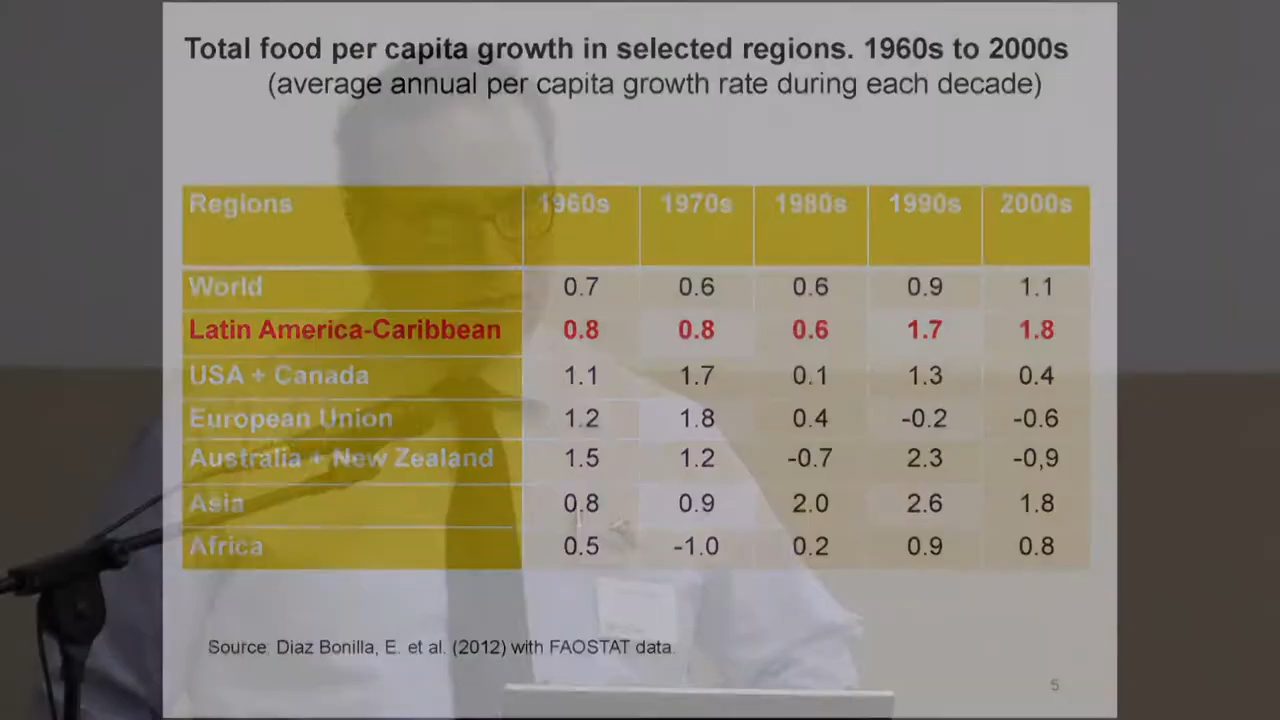 Total food per capita growth in selected regions. 1960s to 2000s
(average annual per capita growth rate during each decade)
Regions 1960s 1970s 1980s 1990s 2000s
World 0.7 0.6 0.6 0.9 1.1
Latin America-Caribbean 0.8 0.8 0.6 1.7 1.8
USA + Canada 1.1 1.7 0.1 1.3 0.4
European Union 1.2 1.8 0.4 -0.2 -0.6
Australia + New Zealand 1.5 1.2 -0.7 2.3 -0,9
Asia 0.8 0.9 2.0 2.6 1.8
Africa 0.5 -1.0 0.2 0.9 0.8
Source: Diaz Bonilla, E. et al. (2012) with FAOSTAT data.
5